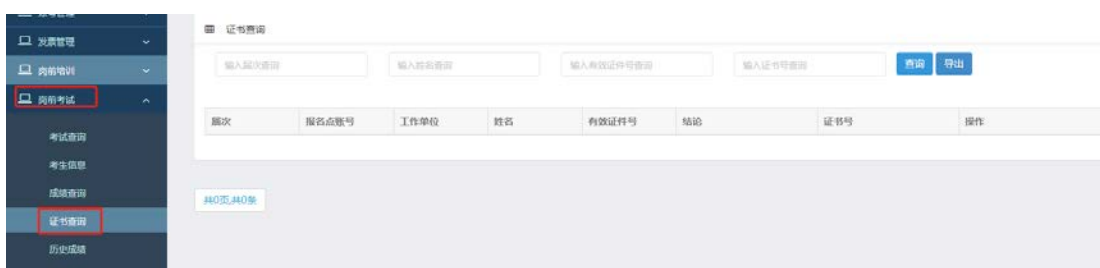 证书查询
发票管理
输入届次查询 输入姓名查询 输入有效证件号查询 输入证书号查询 查询 导出
岗前培训
岗前考试
届次 报名点账号 工作单位 姓名 有效证件号 结论 证书号 操作
考试查询
考生信息
成绩查询
共0页,共0条
证书查询
历史成绩